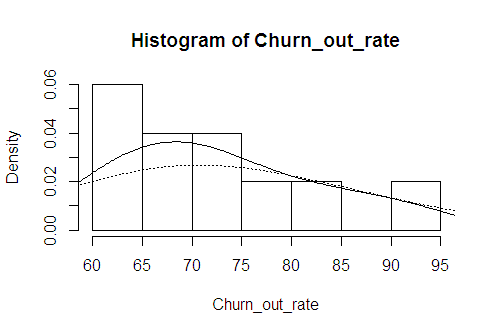 Histogram of Churn_out_rate
Density
0.06
0.04
0.02
0.00
60 65 70 75 80 85 90 95
Churn_out_rate